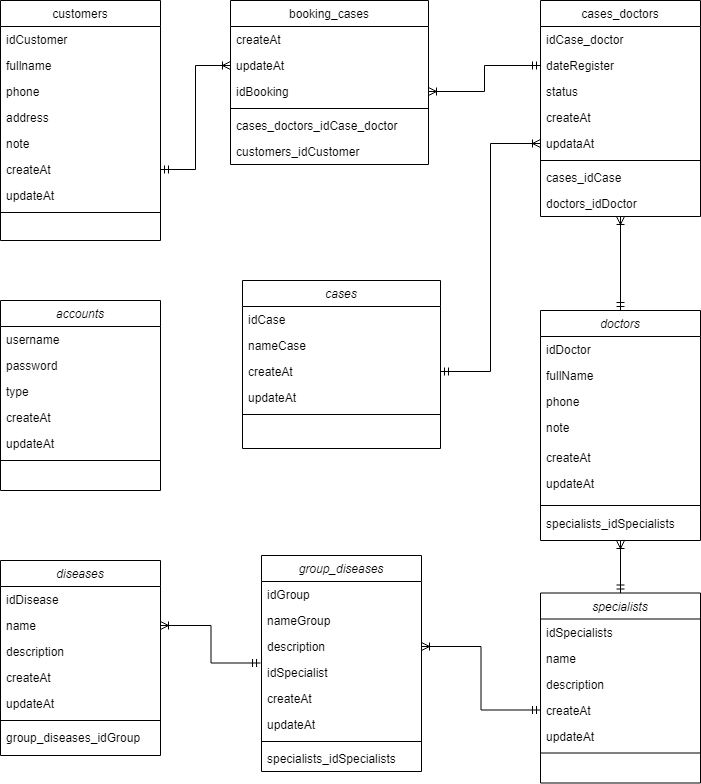 customers
idCustomer
fullname
phone
address
note
createAt
updateAt
booking_cases
createAt
updateAt
idBooking
cases_doctors_idCase_doctor
customers_idCustomer
cases_doctors
idCase_doctor
dateRegister
status
createAt
updataAt
cases_idCase
doctors_idDoctor
accounts
username
password
type
createAt
updateAt
cases
idCase
nameCase
createAt
updateAt
doctors
idDoctor
fullName
phone
note
createAt
updateAt
specialists_idSpecialists
diseases
idDisease
name
description
createAt
updateAt
group_diseases_idGroup
group_diseases
idGroup
nameGroup
description
idSpecialist
createAt
updateAt
specialists_idSpecialists
specialists
idSpecialists
name
description
createAt
updateAt